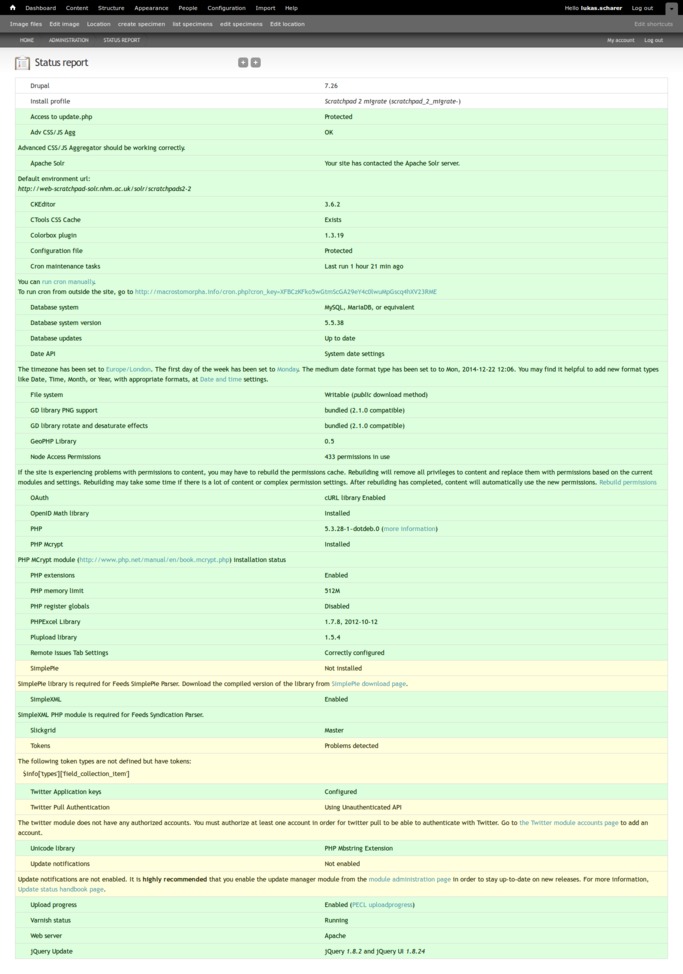 Dashboard Content Structure Appearance People Configuration Import Help Hello lukas.scharer Log out
Image files Edit image Location create specimen list specimens edit specimens Edit location Edit shortcuts
HOME ADMINISTRATION STATUS REPORT My account Log out
Status report
Drupal 7.26
Install profile Scratchpad 2 migrate (scratchpad_2_migrate-)
Access to update.php Protected
Adv CSS/JS Agg OK
Advanced CSS/JS Aggregator should be working correctly.
Apache Solr Your site has contacted the Apache Solr server.
Default environment url:
http://web-scratchpad-solr.nhm.ac.uk/solr/scratchpads2-2
CKEditor 3.6.2
CTools CSS Cache Exists
Colorbox plugin 1.3.19
Configuration file Protected
Cron maintenance tasks Last run 1 hour 21 min ago
You can run cron manually.
To run cron from outside the site, go to
Database system MySQL, MariaDB, or equivalent
Database system version 5.5.38
Database updates Up to date
Date API System date settings
The timezone has been set to Europe/London. The first day of the week has been set to Monday. The medium date format type has been set to to Mon, 2014-12-22 12:06. You may find it helpful to add new format types
like Date, Time, Month, or Year, with appropriate formats, at Date and time settings.
File system Writable (public download method)
GD library PNG support bundled (2.1.0 compatible)
GD library rotate and desaturate effects bundled (2.1.0 compatible)
GeoPHP Library 0.5
Node Access Permissions 433 permissions in use
If the site is experiencing problems with permissions to content, you may have to rebuild the permissions cache. Rebuilding will remove all privileges to content and replace them with permissions based on the current
modules and settings. Rebuilding may take some time if there is a lot of content or complex permission settings. After rebuilding has completed, content will automatically use the new permissions. Rebuild permissions
OAuth cURL library Enabled
OpenID Math library Installed
PHP 5.3.28-1~dotdeb.0 (more information)
PHP Mcrypt Installed
PHP MCrypt module (http://www.php.net/manual/en/book.mcrypt.php) installation status
PHP extensions Enabled
PHP memory limit 512M
PHP register globals Disabled
PHPExcel Library 1.7.8, 2012-10-12
Plupload library 1.5.4
Remote Issues Tab Settings Correctly configured
SimplePie Not installed
SimplePie library is required for Feeds SimplePie Parser. Download the compiled version of the library from SimplePie download page.
SimpleXML Enabled
SimpleXML PHP module is required for Feeds Syndication Parser.
Slickgrid Master
Tokens Problems detected
The following token types are not defined but have tokens:
$info['types']['field_collection_item']
Twitter Application keys Configured
Twitter Pull Authentication Using Unauthenticated API
The twitter module does not have any authorized accounts. You must authorize at least one account in order for twitter pull to be able to authenticate with Twitter. Go to the Twitter module accounts page to add an
account.
Unicode library PHP Mbstring Extension
Update notifications Not enabled
Update notifications are not enabled. It is highly recommended that you enable the update manager module from the module administration page in order to stay up-to-date on new releases. For more information,
Update status handbook page.
Upload progress Enabled (PECL uploadprogress)
Varnish status Running
Web server Apache
jQuery Update jQuery 1.8.2 and jQuery UI 1.8.24